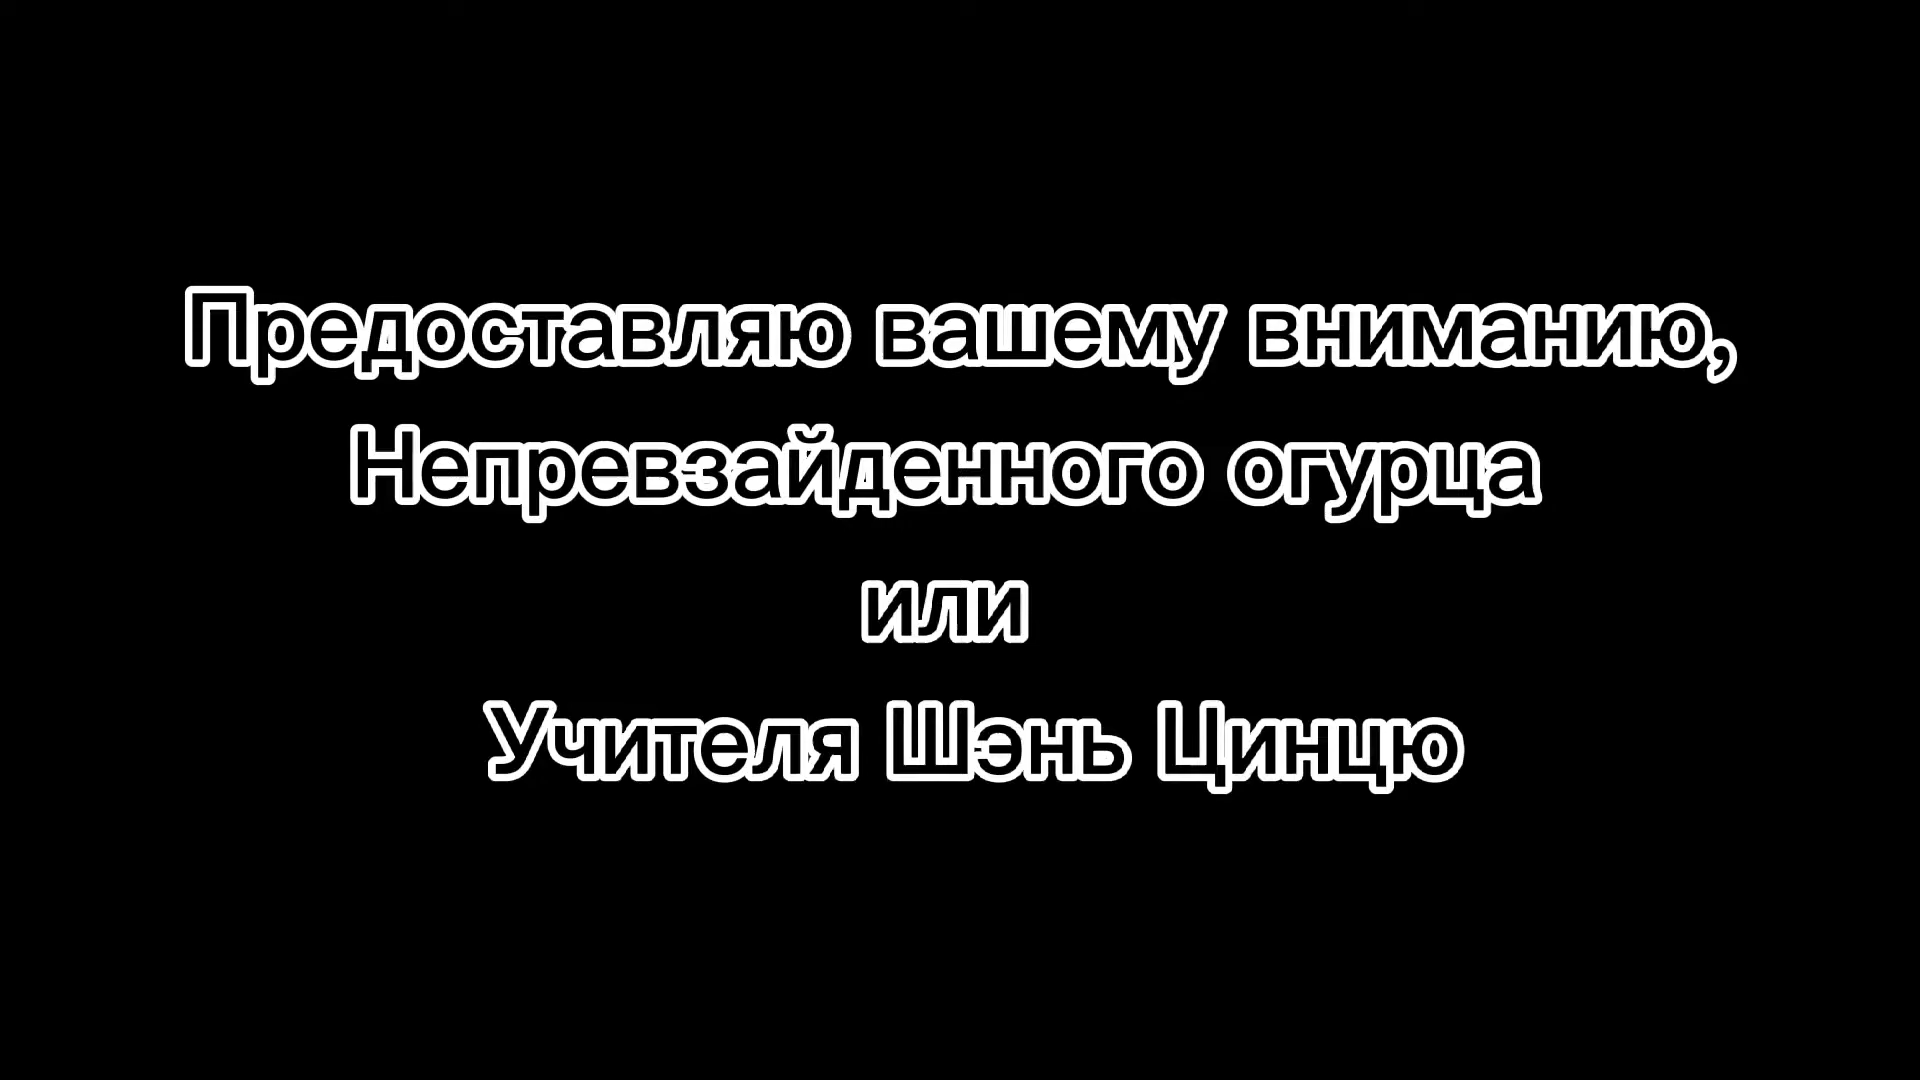 Предоставляю вашему вниманию,
Непревзайденного огурца
или
Учителя Шэнь Цинцю